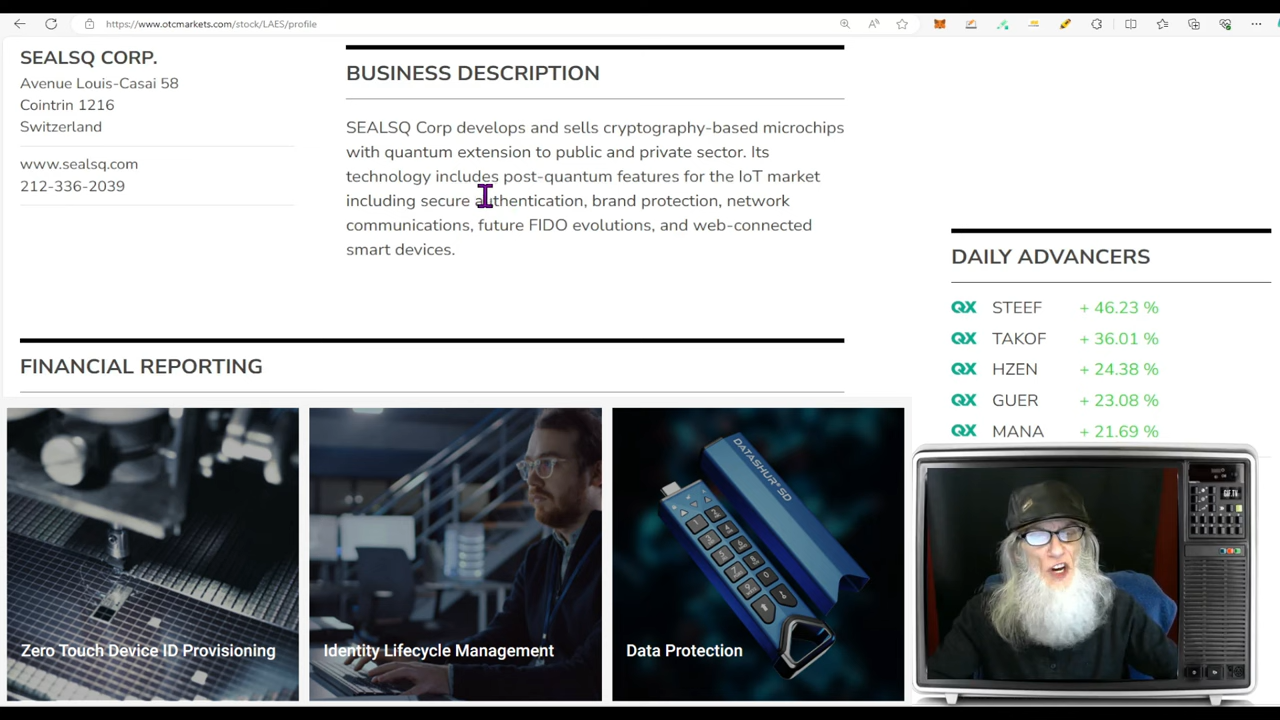 https://www.otcmarkets.com/stock/LAES/profile
SEALSQ CORP.
Avenue Louis-Casai 58
Cointrin 1216
Switzerland
www.sealsq.com
212-336-2039
BUSINESS DESCRIPTION
SEALSQ Corp develops and sells cryptography-based microchips
with quantum extension to public and private sector. Its
technology includes post-quantum features for the IoT market
including secure authentication, brand protection, network
communications, future FIDO evolutions, and web-connected
smart devices.
DAILY ADVANCERS
QX STEEF + 46.23 %
QX TAKOF + 36.01 %
QX HZEN + 24.38 %
QX GUER + 23.08 %
QX MANA + 21.69 %
FINANCIAL REPORTING
Zero Touch Device ID Provisioning
Identity Lifecycle Management
DATASHUR SD
Data Protection